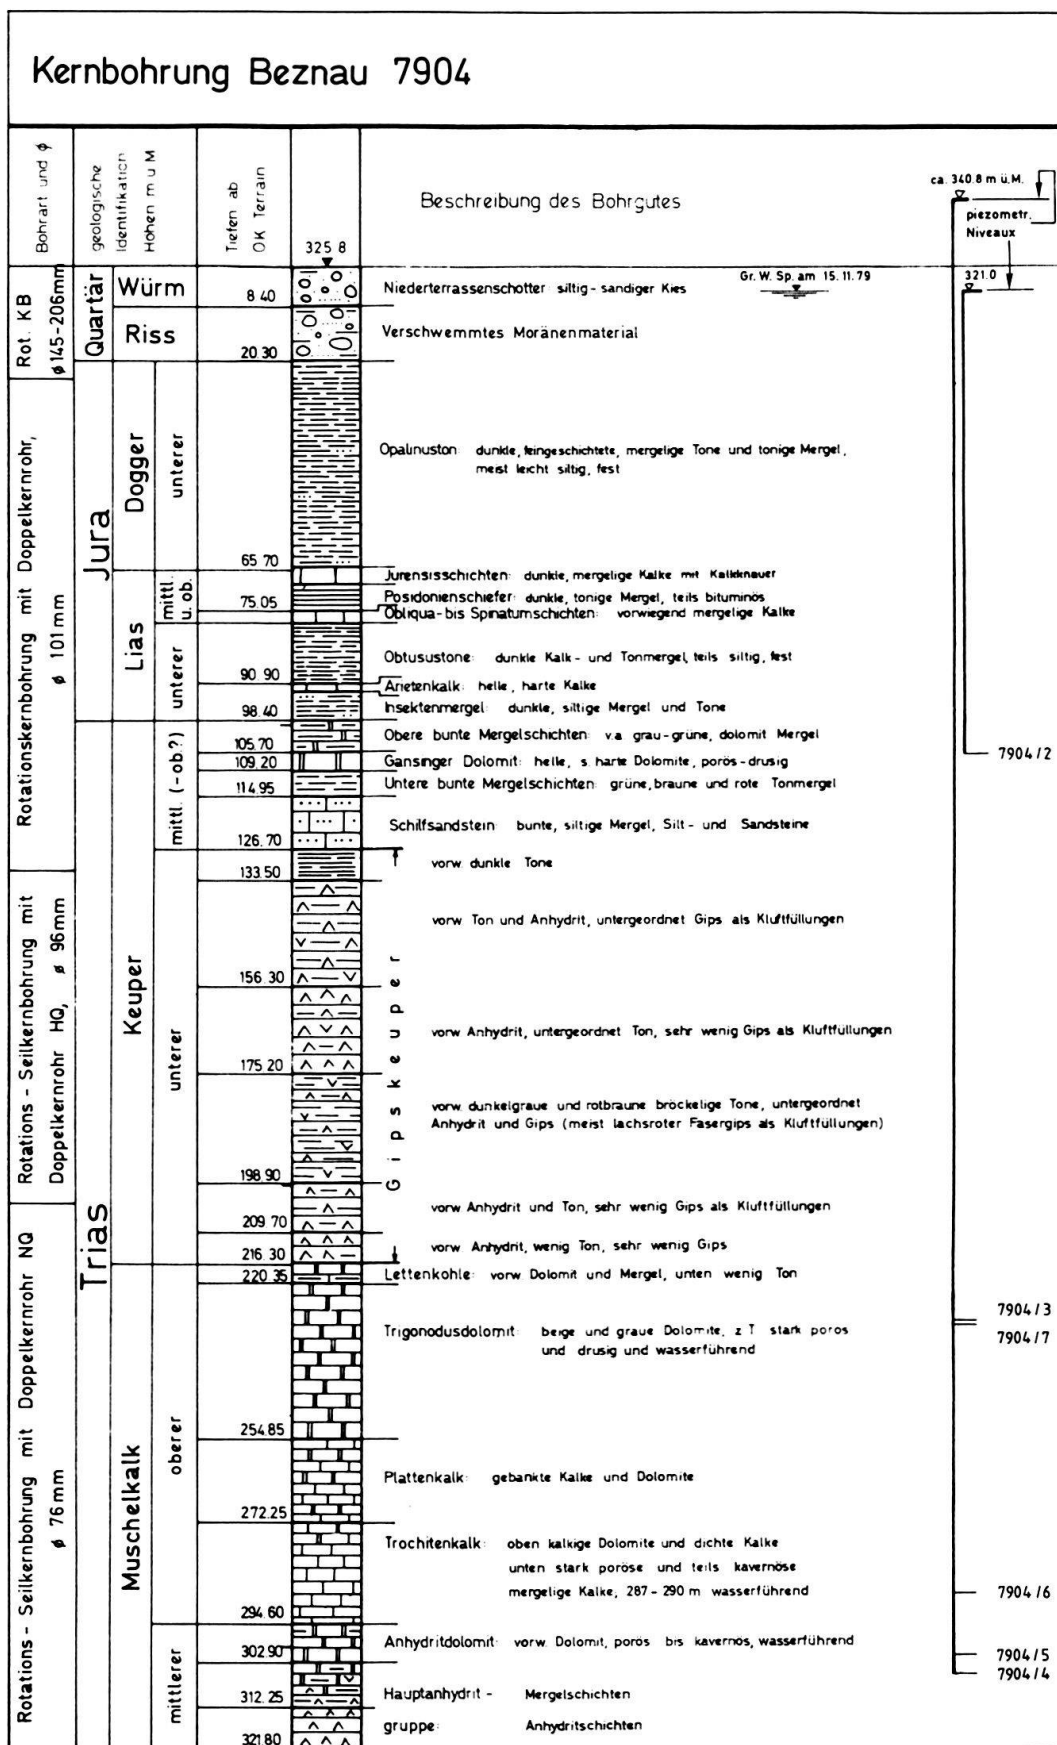 Kernbohrung Beznau 7904
Bohrart und ϕ
geologische
Identifikation
Höhen m u M
Tiefen ab
OK Terrain
325 8
Beschreibung des Bohrgutes
ca. 340.8 m ü.M.
piezometr.
Niveaux
Rot. KB
ø 145-206mm
Quartär
Würm
8 40
Niederterrassenschotter: siltig-sandiger Kies
Gr. W. Sp. am 15.11.79
321.0
Riss
20.30
Verschwemmtes Moränenmaterial
Rotationskernbohrung mit Doppelkernrohr,
ø 101mm
Jura
Dogger
unterer
Opalinuston: dunkle, feingeschichtete, mergelige Tone und tonige Mergel,
meist leicht siltig, fest
65 70
Lias
mittl.
u. ob.
Jurensisschichten: dunkle, mergelige Kalke mit Kalkknauer
Posidonienschiefer: dunkle, tonige Mergel, teils bituminös
75.05
Obliqua- bis Spinatumschichten: vorwiegend mergelige Kalke
unterer
Obtusustone: dunkle Kalk- und Tonmergel, teils siltig, fest
90 90
Arietenkalk: helle, harte Kalke
98.40
Insektenmergel: dunkle, siltige Mergel und Tone
Trias
Keuper
mittl. (-ob?)
Obere bunte Mergelschichten: v.a grau-grüne, dolomit Mergel
105.70
7904/2
109.20
Gansinger Dolomit: helle, s. harte Dolomite, porös-drusig
114.95
Untere bunte Mergelschichten: grüne, braune und rote Tonmergel
Schilfsandstein: bunte, siltige Mergel, Silt- und Sandsteine
126.70
unterer
Gipskeuper
vorw. dunkle Tone
133.50
Rotations - Seilkernbohrung mit
Doppelkernrohr HQ, ø 96mm
vorw Ton und Anhydrit, untergeordnet Gips als Kluftfüllungen
156.30
vorw Anhydrit, untergeordnet Ton, sehr wenig Gips als Kluftfüllungen
175.20
vorw. dunkelgraue und rotbraune bröckelige Tone, untergeordnet
Anhydrit und Gips (meist lachsroter Fasergips als Kluftfüllungen)
198.90
Rotations - Seilkernbohrung mit Doppelkernrohr NQ
ø 76mm
vorw Anhydrit und Ton, sehr wenig Gips als Kluftfüllungen
209.70
vorw Anhydrit, wenig Ton, sehr wenig Gips
216.30
Muschelkalk
oberer
Lettenkohle: vorw Dolomit und Mergel, unten wenig Ton
220.35
7904/3
Trigonodusdolomit: beige und graue Dolomite, z T stark porös
und drusig und wasserführend
7904/7
254.85
Plattenkalk: gebankte Kalke und Dolomite
272.25
Trochitenkalk: oben kalkige Dolomite und dichte Kalke
unten stark poröse und teils kavernöse
mergelige Kalke, 287-290 m wasserführend
7904/6
294.60
mittlerer
Anhydritdolomit: vorw. Dolomit, porös bis kavernös, wasserführend
302.90
7904/5
7904/4
Hauptanhydrit- Mergelschichten
312.25
gruppe: Anhydritschichten
321.80